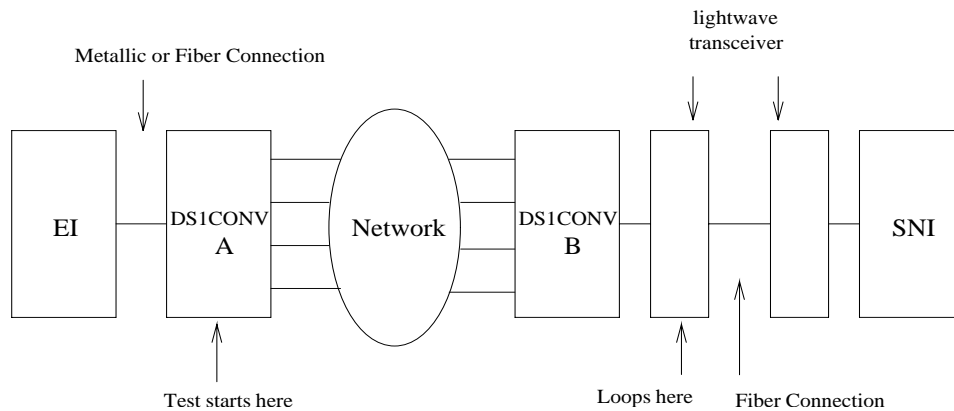 lightwave
transceiver
Metallic or Fiber Connection
EI
DS1CONV
A
Network
DS1CONV
B
SNI
Test starts here
Loops here
Fiber Connection